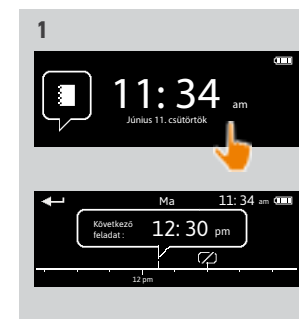 1
11: 34 am
Június 11. csütörtök
Ma 11: 34 am
Következő
feladat : 12: 30 pm
12 pm